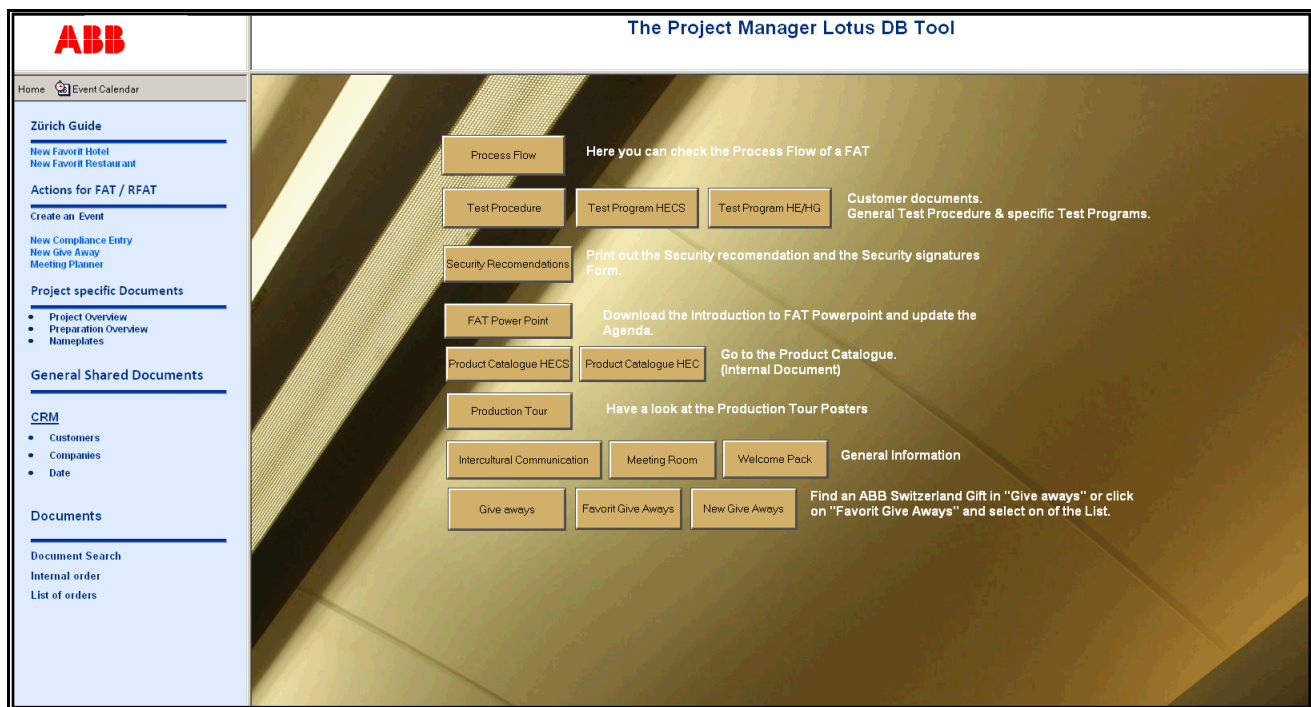 ABB
The Project Manager Lotus DB Tool
Home Event Calendar
Zürich Guide
New Favorit Hotel
New Favorit Restaurant
Actions for FAT / RFAT
Create an Event
New Compliance Entry
New Give Away
Meeting Planner
Project specific Documents
• Project Overview
• Preparation Overview
• Nameplates
General Shared Documents
CRM
• Customers
• Companies
• Date
Documents
Document Search
Internal order
List of orders
Process Flow
Here you can check the Process Flow of a FAT
Test Procedure
Test Program HECS
Test Program HE/HG
Customer documents.
General Test Procedure & specific Test Programs.
Security Recomendations
Print out the Security recomendation and the Security signatures
Form.
FAT Power Point
Download the Introduction to FAT Powerpoint and update the
Agenda.
Product Catalogue HECS
Product Catalogue HEC
Go to the Product Catalogue.
(Internal Document)
Production Tour
Have a look at the Production Tour Posters
Intercultural Communication
Meeting Room
Welcome Pack
General Information
Give aways
Favorit Give Aways
New Give Aways
Find an ABB Switzerland Gift in "Give aways" or click
on "Favorit Give Aways" and select on of the List.